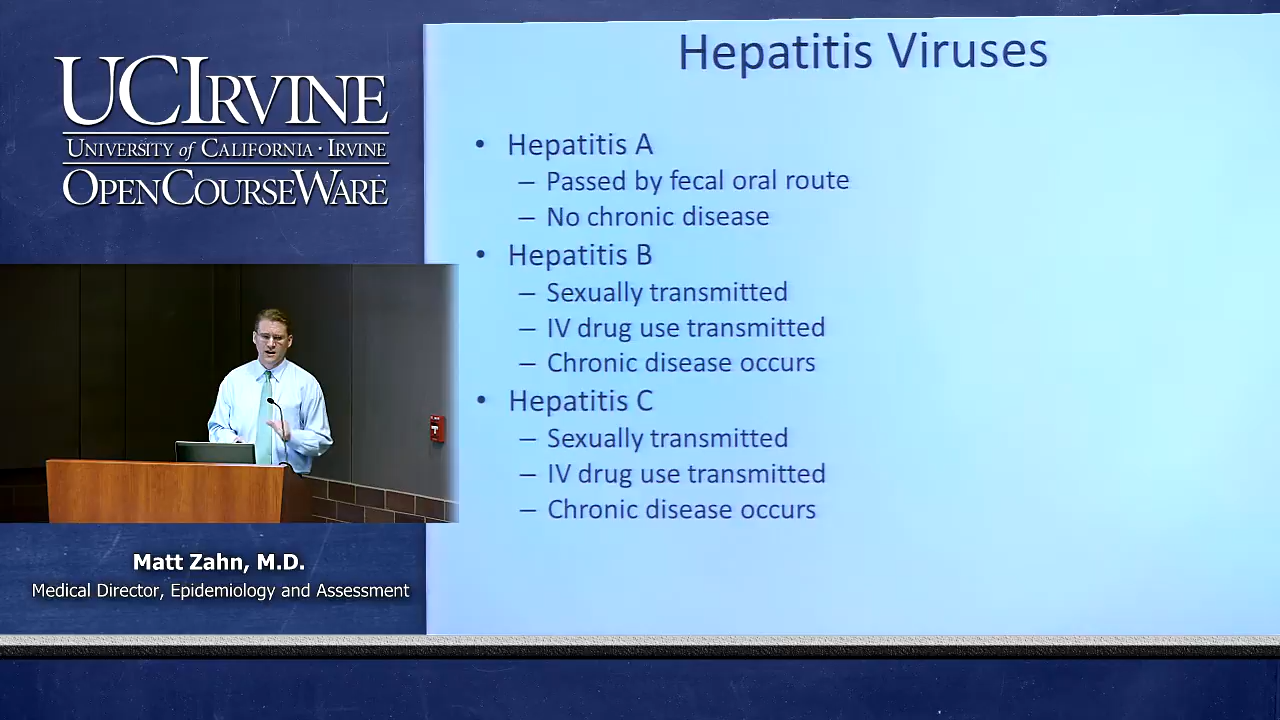 UCIRVINE
UNIVERSITY of CALIFORNIA · IRVINE
OPENCOURSEWARE
Hepatitis Viruses
• Hepatitis A
– Passed by fecal oral route
– No chronic disease
• Hepatitis B
– Sexually transmitted
– IV drug use transmitted
– Chronic disease occurs
• Hepatitis C
– Sexually transmitted
– IV drug use transmitted
– Chronic disease occurs
Matt Zahn, M.D.
Medical Director, Epidemiology and Assessment